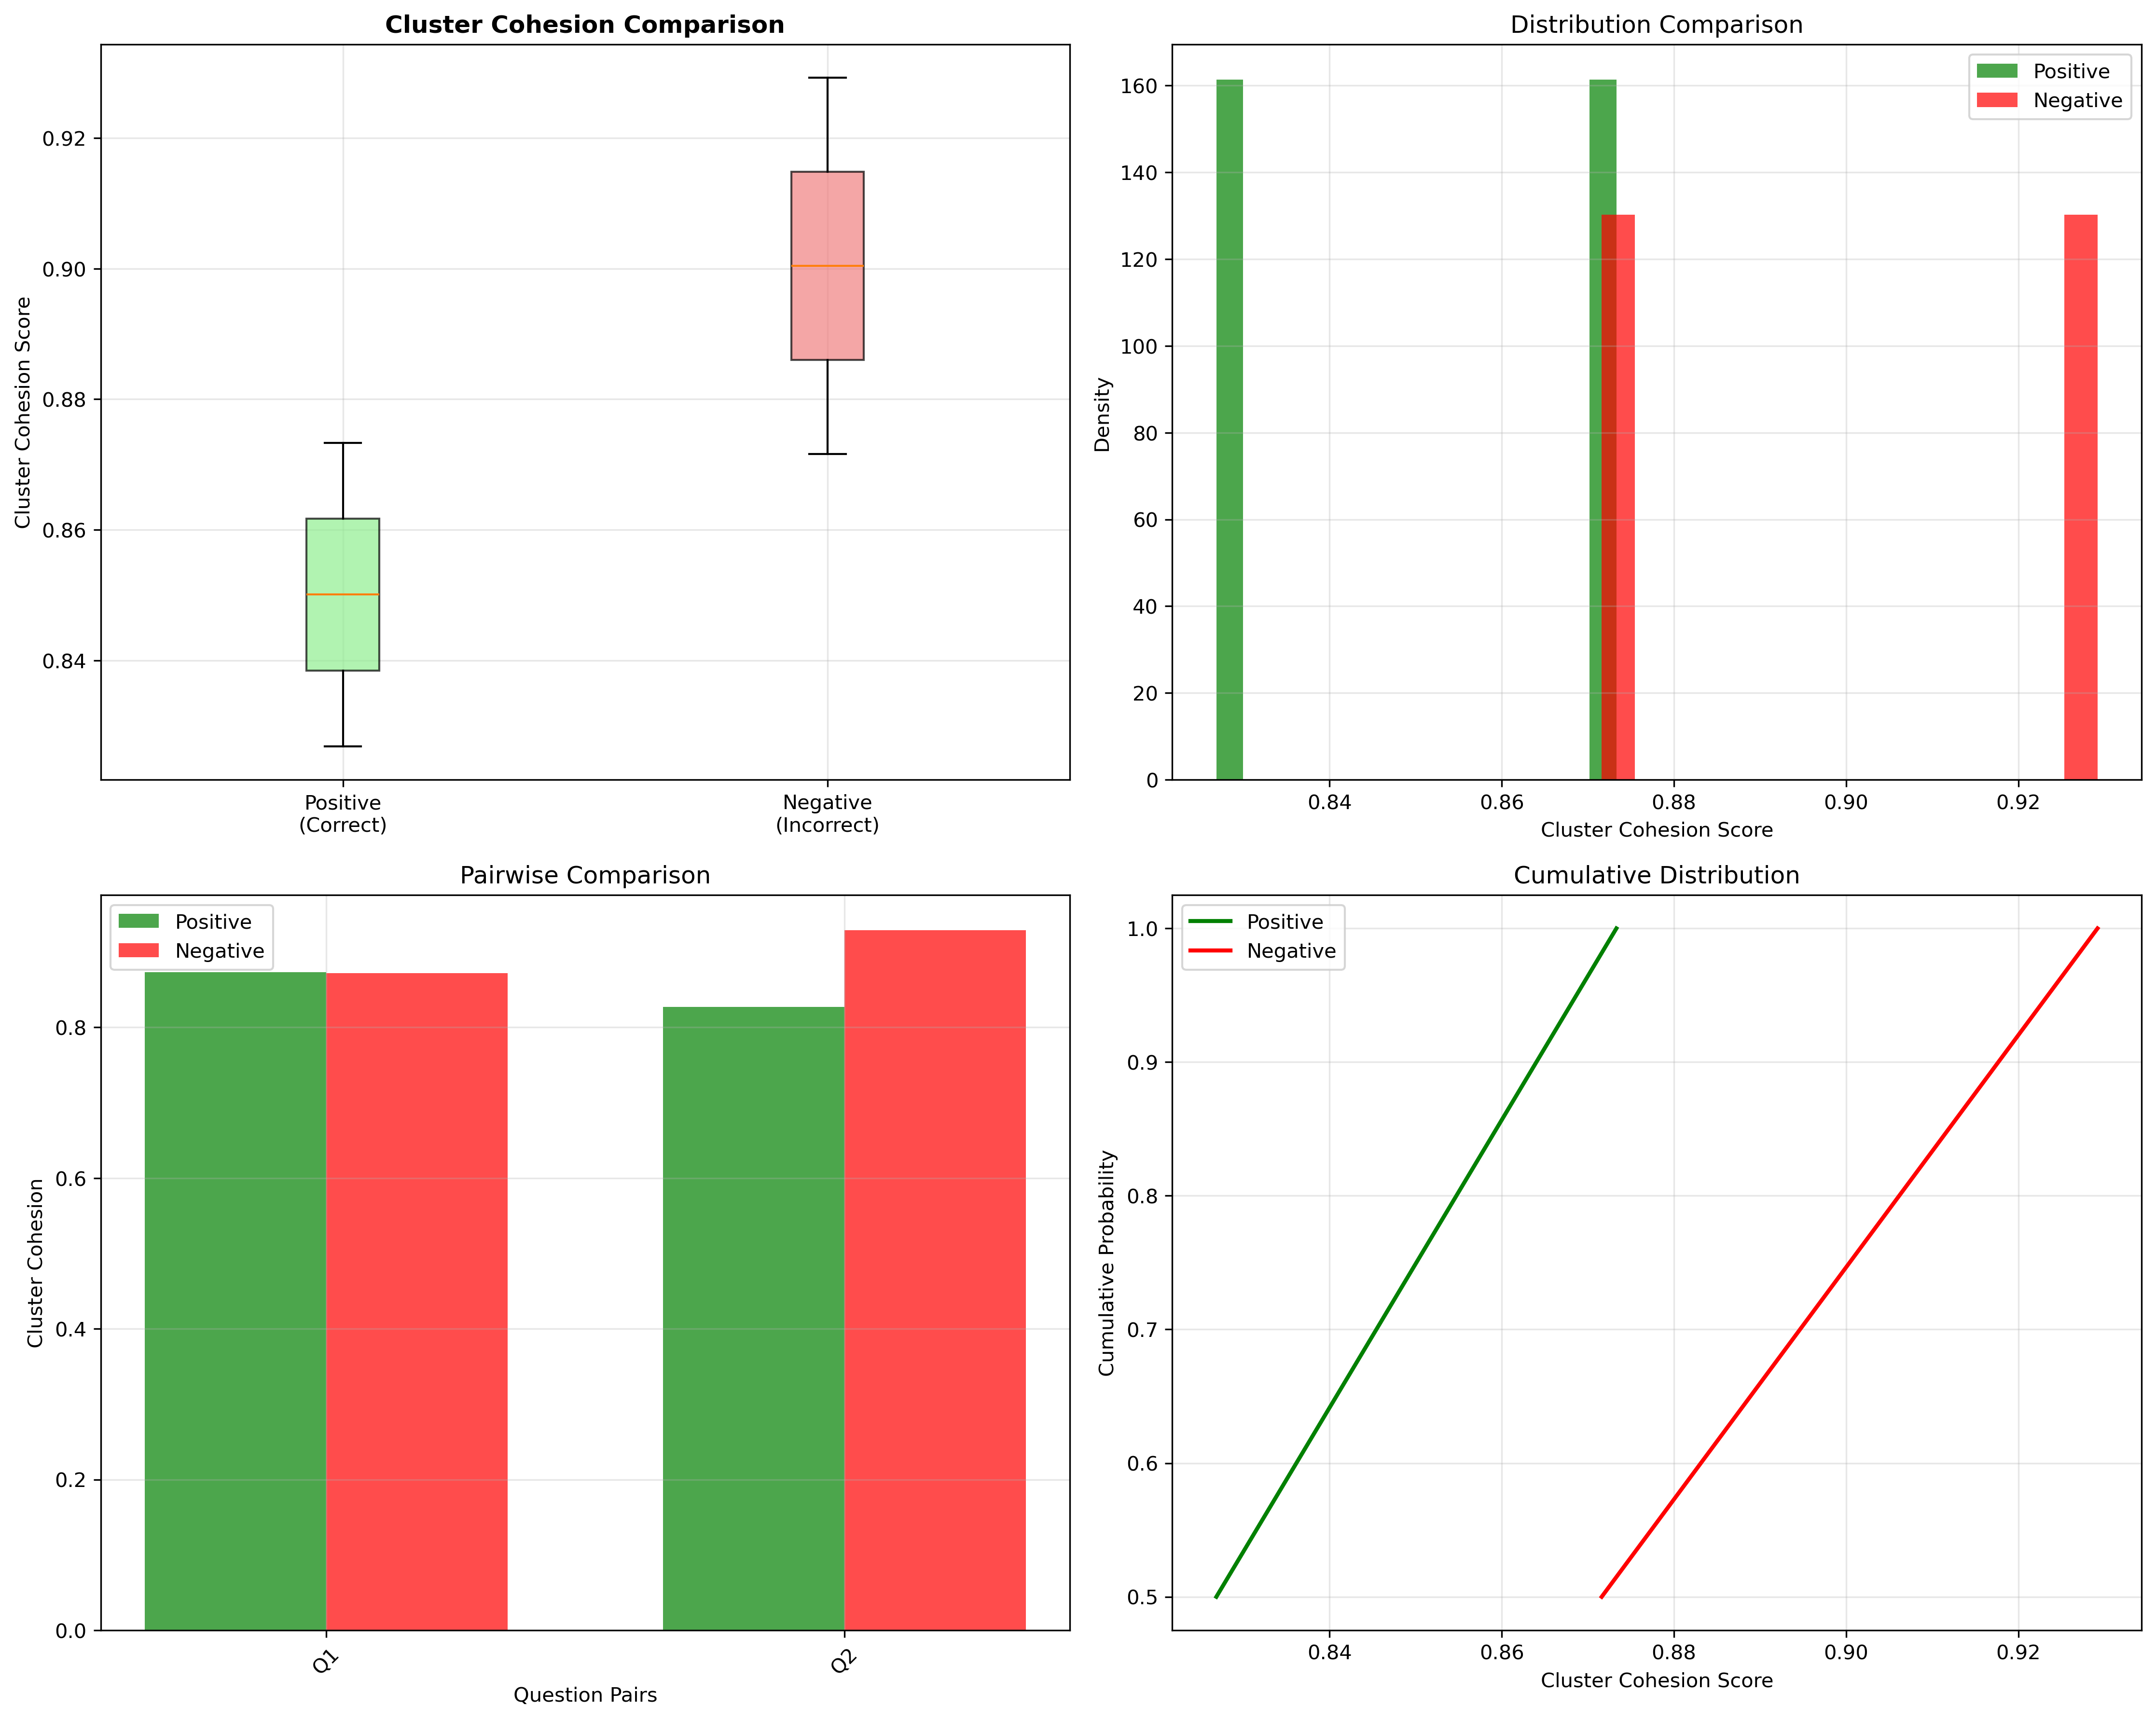 Cluster Cohesion Comparison
Cluster Cohesion Score
0.92
0.90
0.88
0.86
0.84
Positive
(Correct)
Negative
(Incorrect)
Distribution Comparison
Positive
Negative
Density
160
140
120
100
80
60
40
20
0
0.84 0.86 0.88 0.90 0.92
Cluster Cohesion Score
Pairwise Comparison
Positive
Negative
Cluster Cohesion
0.8
0.6
0.4
0.2
0.0
Q1 Q2
Question Pairs
Cumulative Distribution
Positive
Negative
Cumulative Probability
1.0
0.9
0.8
0.7
0.6
0.5
0.84 0.86 0.88 0.90 0.92
Cluster Cohesion Score